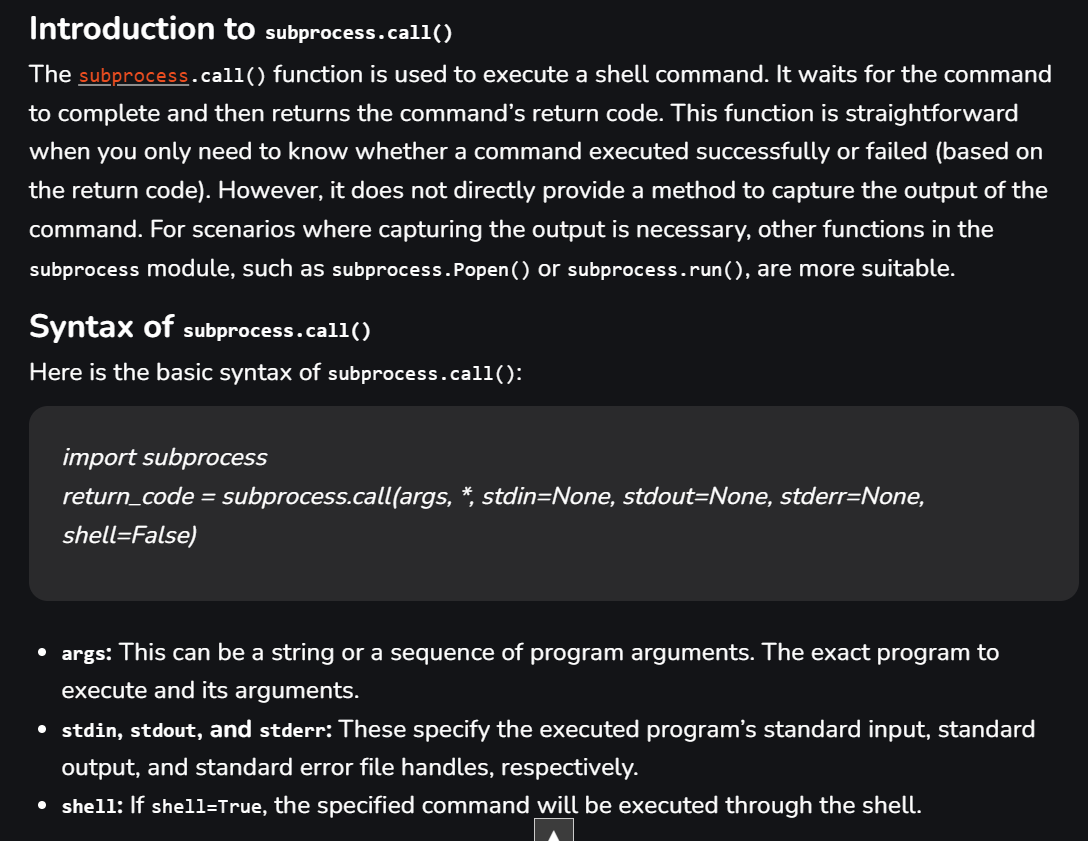 Introduction to subprocess.call()
The subprocess.call() function is used to execute a shell command. It waits for the command
to complete and then returns the command’s return code. This function is straightforward
when you only need to know whether a command executed successfully or failed (based on
the return code). However, it does not directly provide a method to capture the output of the
command. For scenarios where capturing the output is necessary, other functions in the
subprocess module, such as subprocess.Popen() or subprocess.run(), are more suitable.
Syntax of subprocess.call()
Here is the basic syntax of subprocess.call():
import subprocess
return_code = subprocess.call(args, *, stdin=None, stdout=None, stderr=None,
shell=False)
• args: This can be a string or a sequence of program arguments. The exact program to
execute and its arguments.
• stdin, stdout, and stderr: These specify the executed program’s standard input, standard
output, and standard error file handles, respectively.
• shell: If shell=True, the specified command will be executed through the shell.